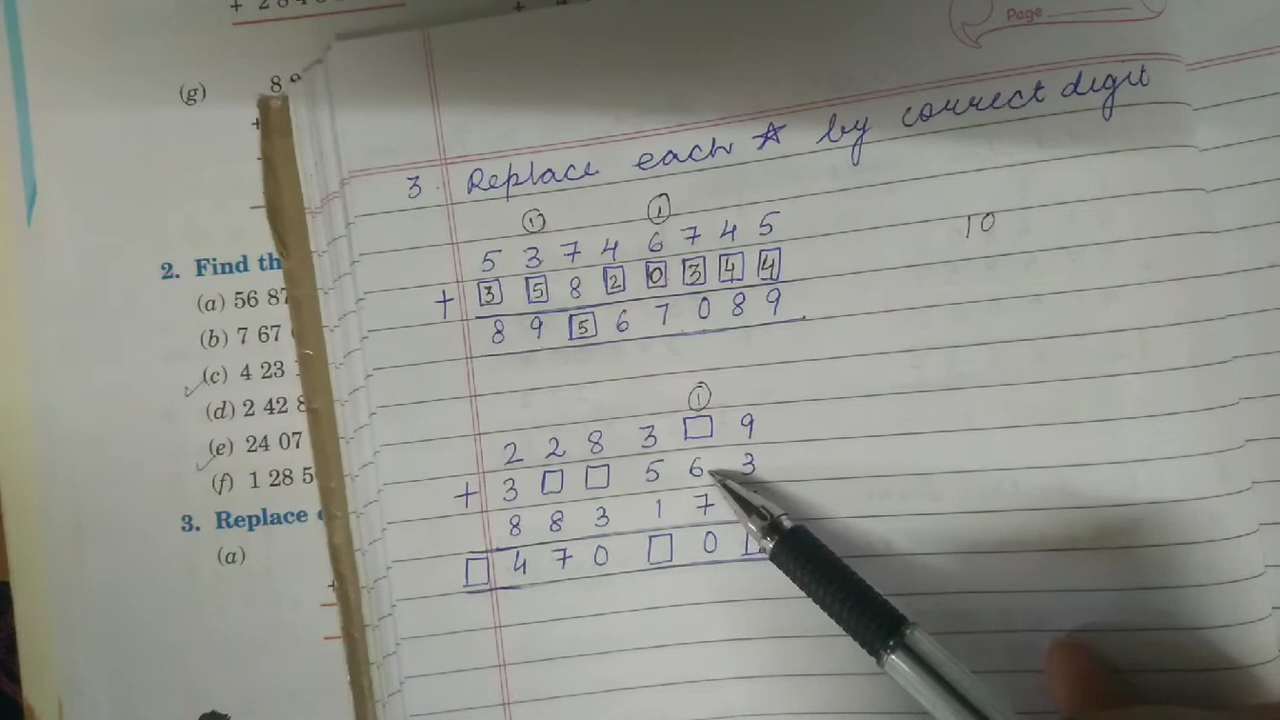 Page
(g)
8
3. Replace each ☆ by correct digit
① ①
5 3 7 4 6 7 4 5
10
+ 3 5 8 2 0 3 4 4
8 9 5 6 7 0 8 9
①
2 2 8 3 □ 9
+ 3 □ □ 5 6 3
8 8 3 1 7
□ 4 7 0 □ 0 □
2. Find th
(a) 56 87
(b) 7 67
(c) 4 23
(d) 2 42 8
(e) 24 07
(f) 1 28 5
3. Replace
(a)